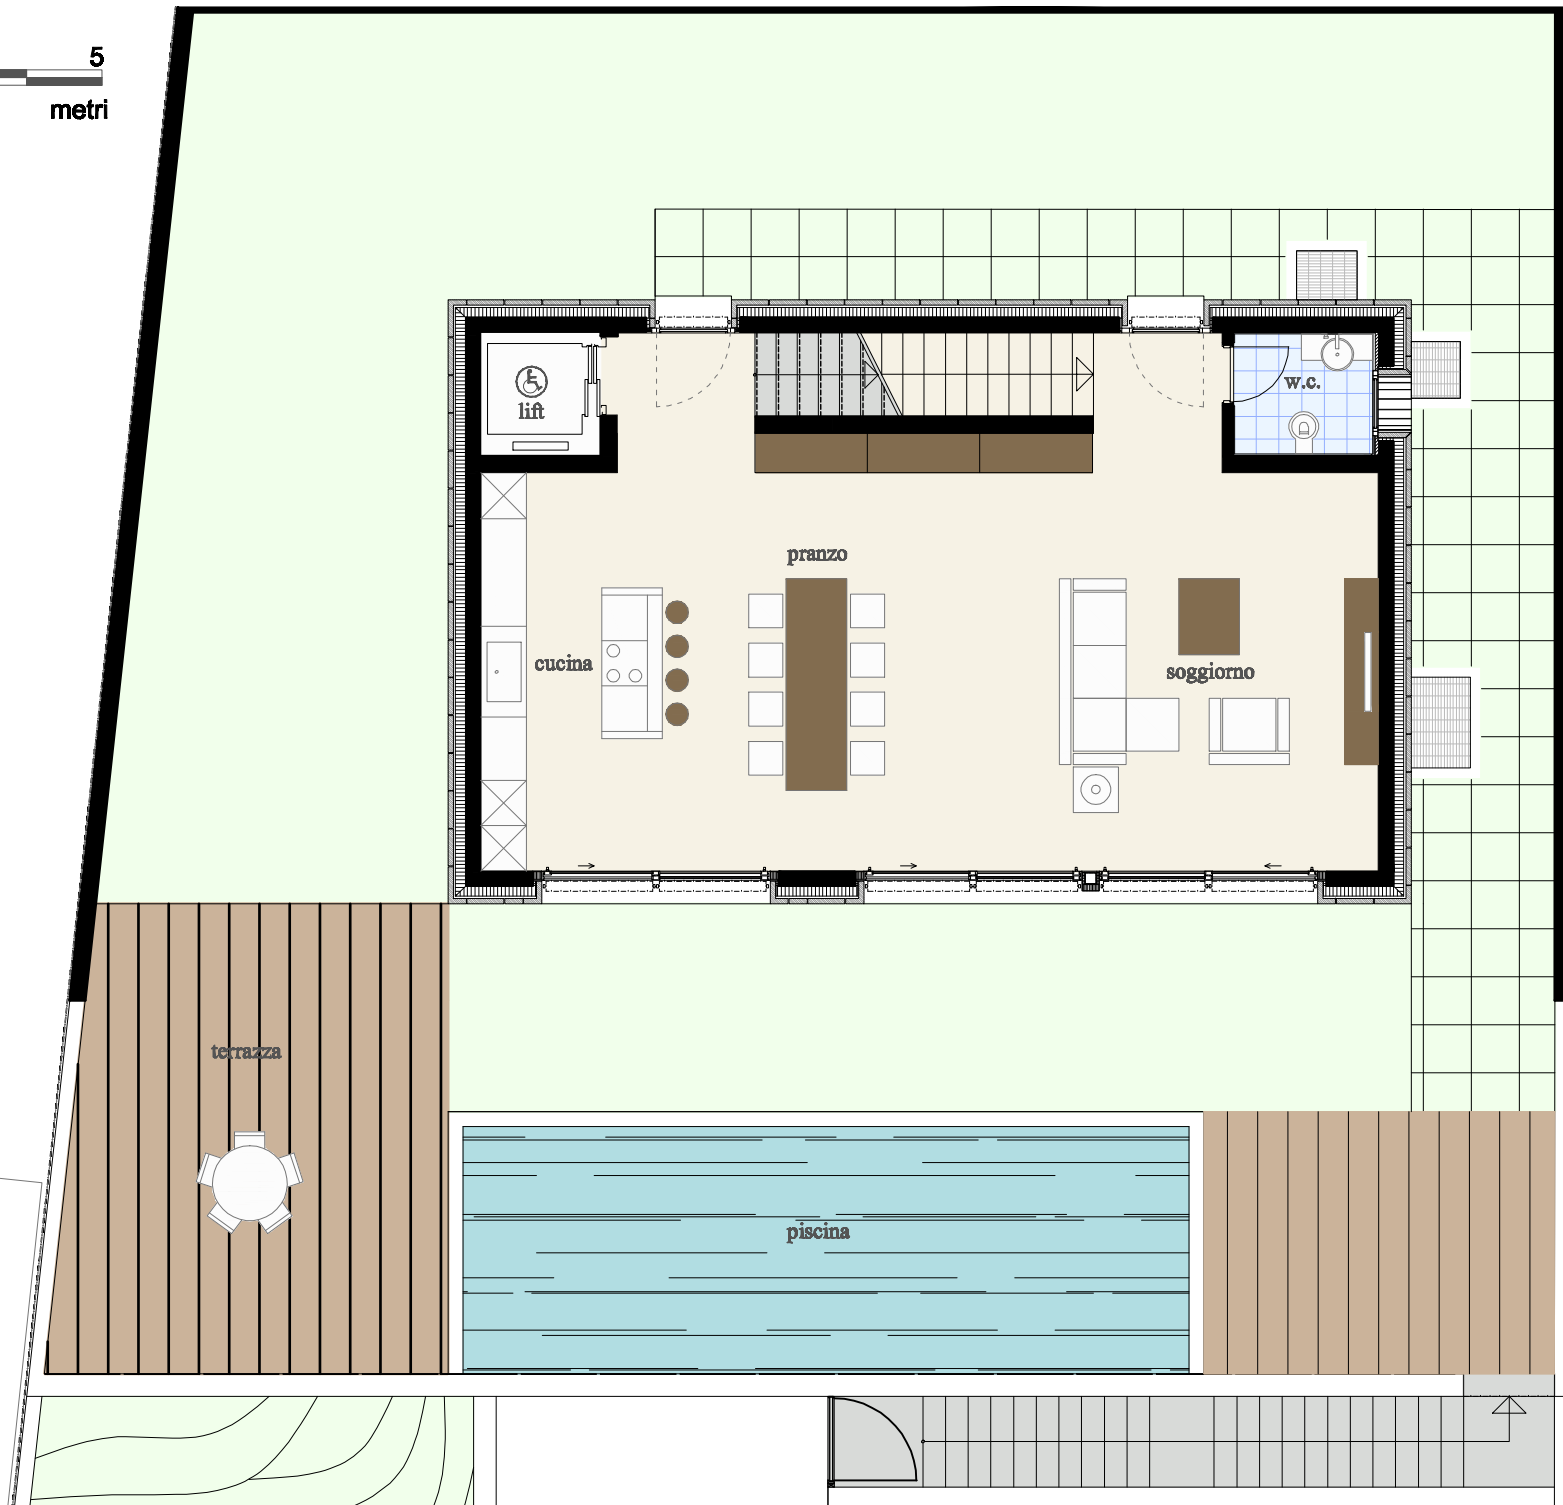 5
metri
lift
w.c.
pranzo
cucina
soggiorno
terrazza
piscina